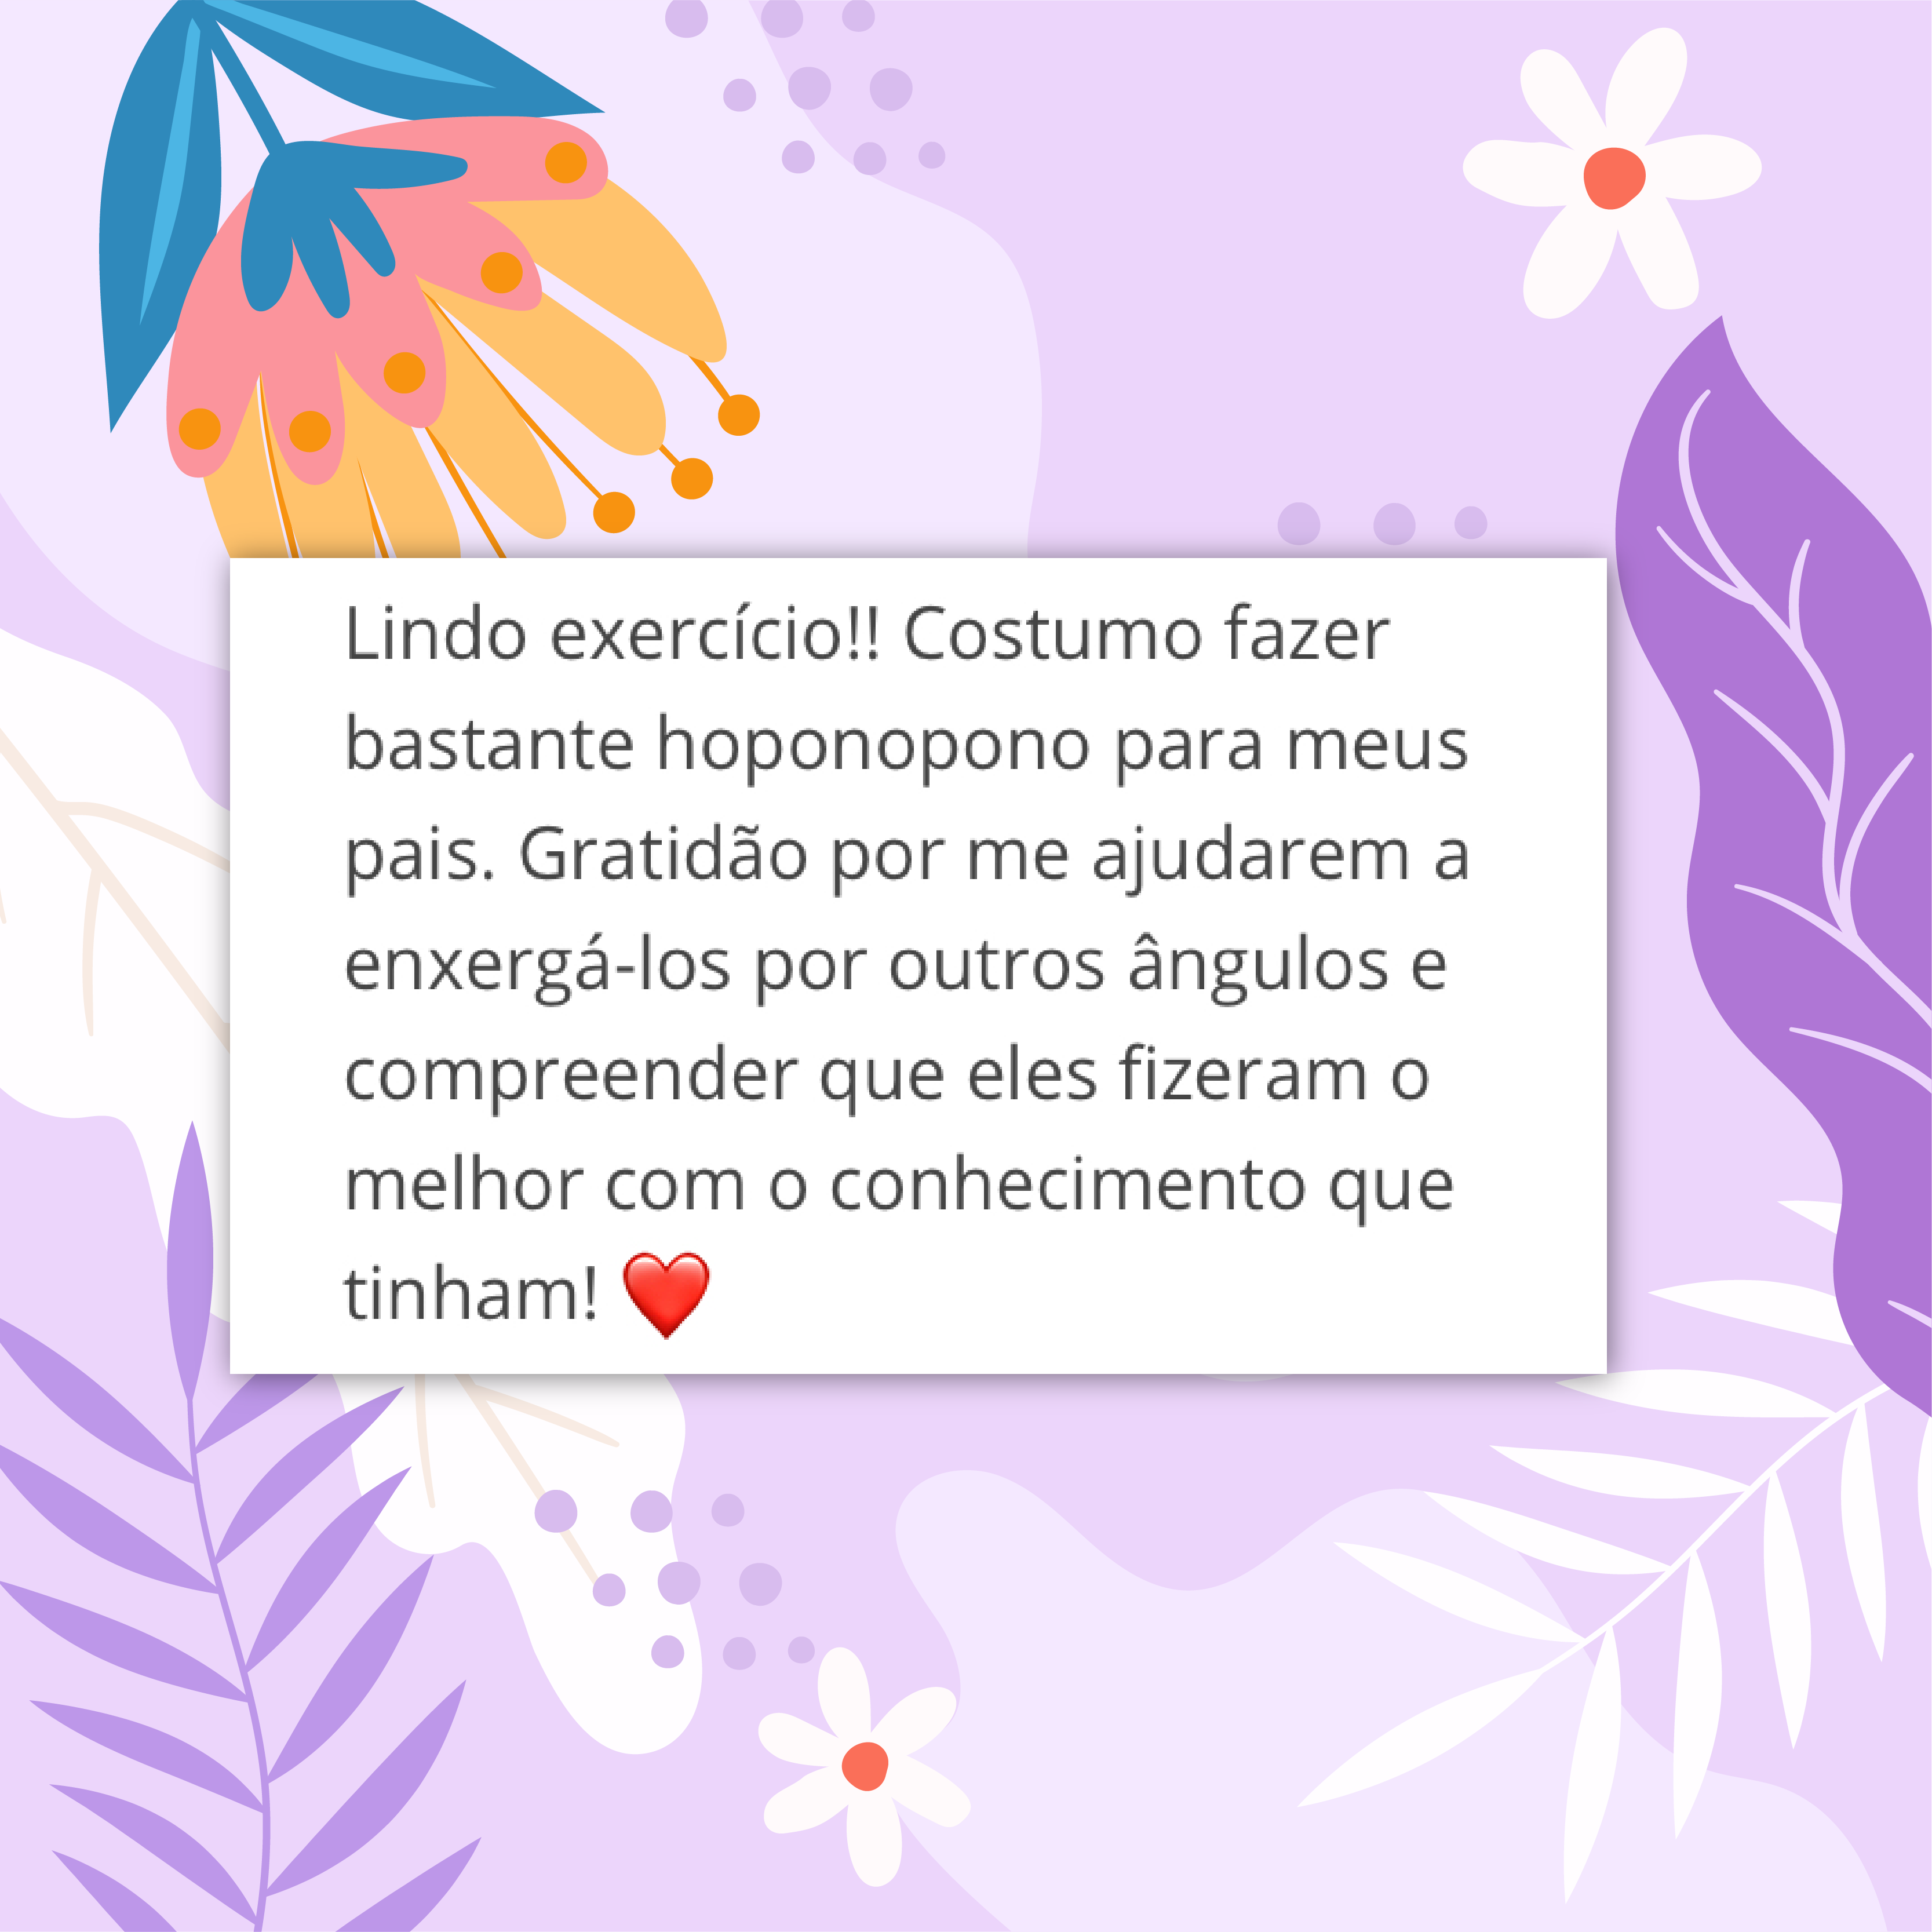 Lindo exercício!! Costumo fazer
bastante hoponopono para meus
pais. Gratidão por me ajudarem a
enxergá-los por outros ângulos e
compreender que eles fizeram o
melhor com o conhecimento que
tinham! ❤️